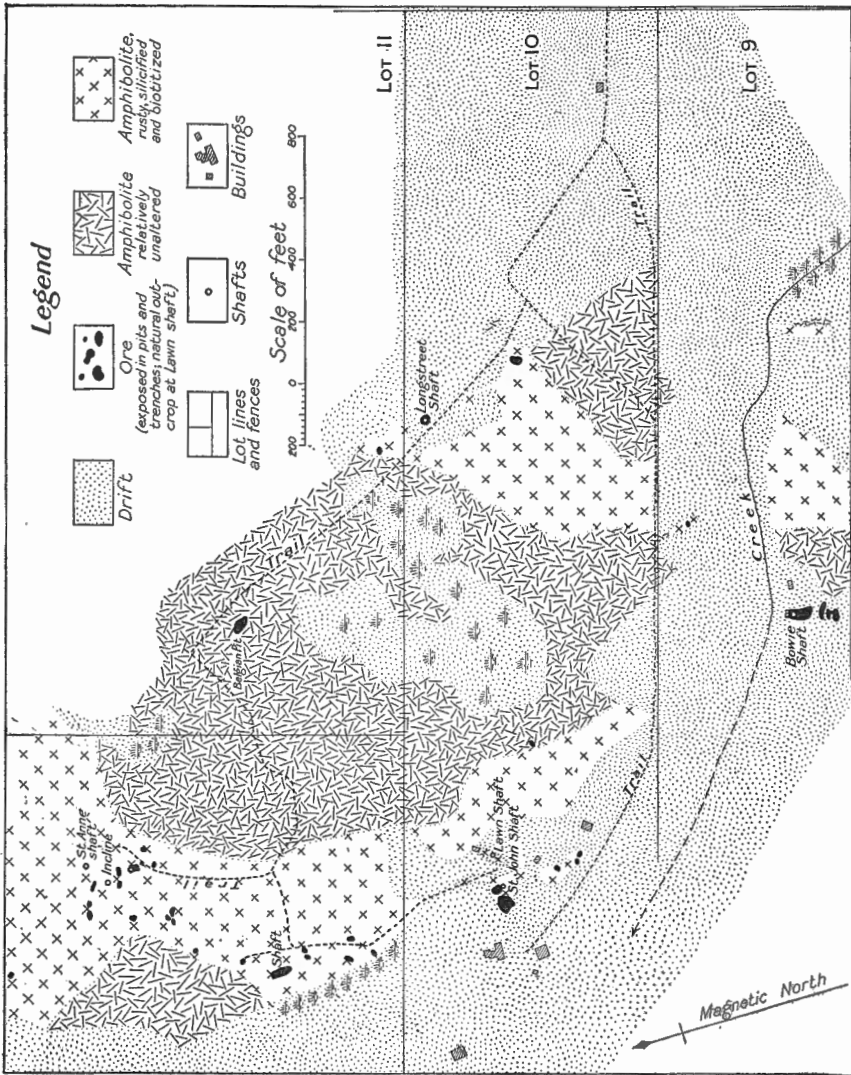 Legend
Drift
Ore
(exposed in pits and
trenches; natural out-
crop at Lawn shaft)
Amphibolite
relatively
unaltered
Amphibolite,
rusty, silicified
and biotitized
Lot lines
and fences
Shafts
Buildings
Scale of feet
200 0 200 400 600 800
LOT 11
LOT 10
LOT 9
Trail
Longstreet
Shaft
Trail
Belgian Pit
St. Anne
shaft
Incline
Trail
Shaft
Lawn Shaft
St. John Shaft
Trail
Creek
Bowie
Shaft
Magnetic North